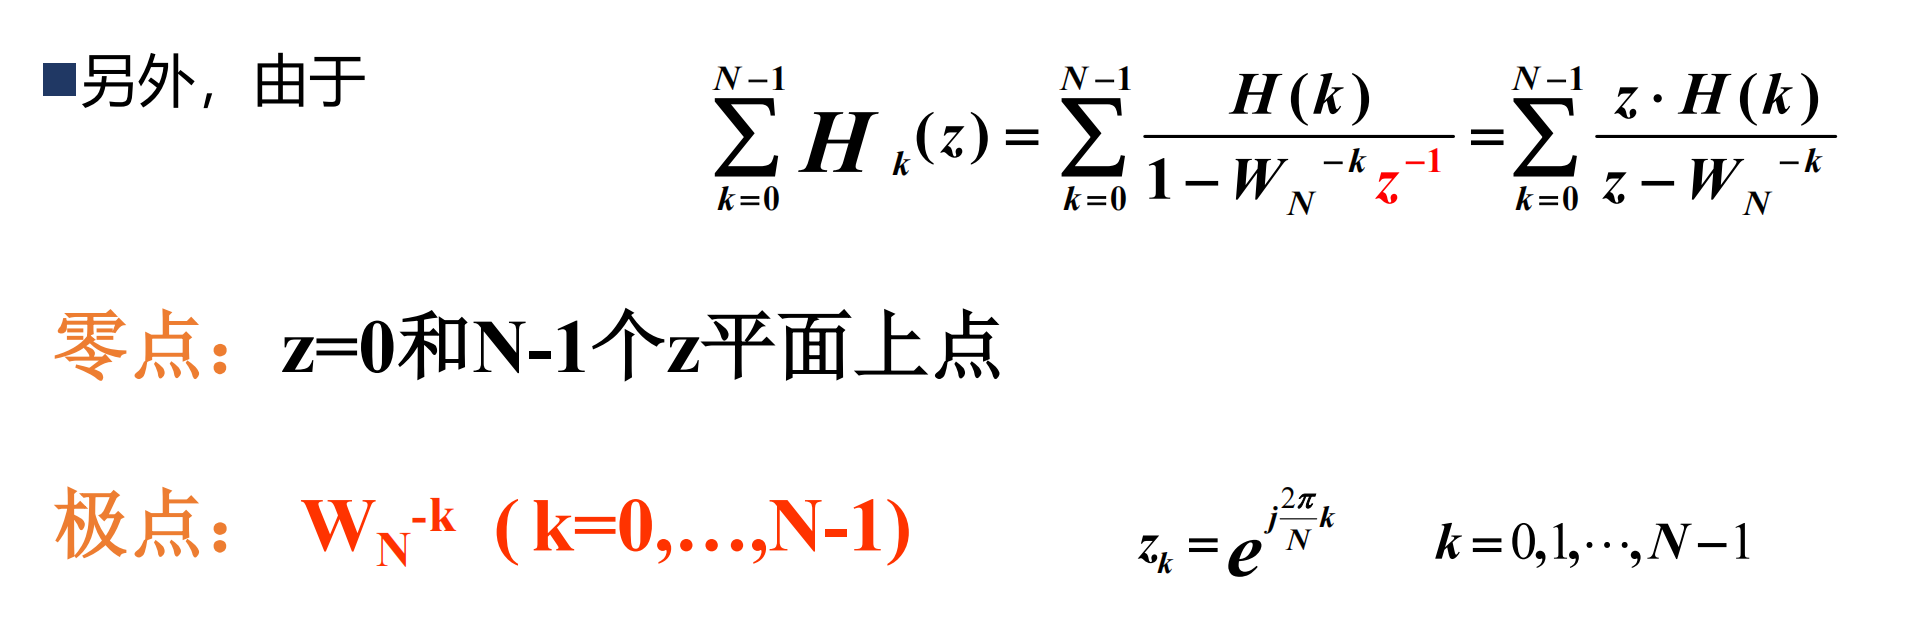 ■另外，由于
\sum_{k=0}^{N-1} H_k(z) = \sum_{k=0}^{N-1} \frac{H(k)}{1-W_N^{-k}z^{-1}} = \sum_{k=0}^{N-1} \frac{z \cdot H(k)}{z-W_N^{-k}}
零点：z=0和N-1个z平面上点
极点： W_N^{-k} ( k=0,…,N-1) z_k = e^{j\frac{2\pi}{N}k} k = 0,1,⋯,N−1